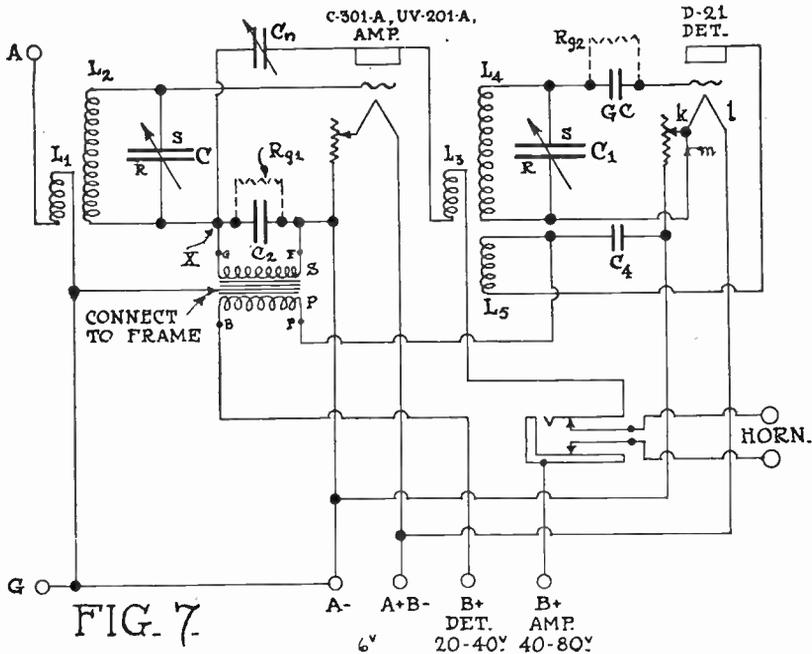 C-301-A, UV-201-A,
AMP.
D-21
DET.
A
Cn
Rg2
L2
L4
GC
k
l
S
C
R
S
C1
R
m
L1
Rg1
L3
X
C2
G
F
S
C4
L5
P
CONNECT
TO FRAME
B
P
HORN.
G
A-
A+B-
B+
B+
DET.
AMP.
6V
20-40V
40-80V
FIG. 7.